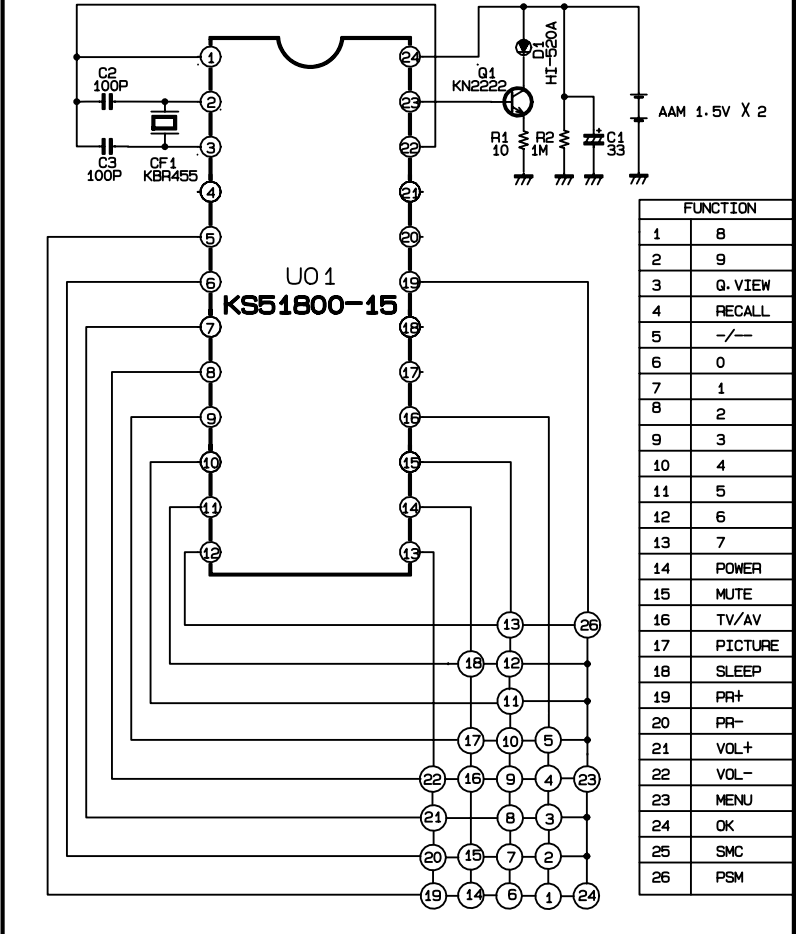 C2
100P
C3
100P
CF1
KBR455
1
2
3
4
5
6
7
8
9
10
11
12
24
23
22
21
20
19
18
17
16
15
14
13
U01
KS51800-15
Q1
KN2222
D1
HI-520A
R1
10
R2
1M
+
C1
33
AAM 1.5V X 2
13 26
18 12
11
17 10 5
22 16 9 4 23
21 8 3
20 15 7 2
19 14 6 1 24
FUNCTION
1 8
2 9
3 Q.VIEW
4 RECALL
5 -/--
6 0
7 1
8 2
9 3
10 4
11 5
12 6
13 7
14 POWER
15 MUTE
16 TV/AV
17 PICTURE
18 SLEEP
19 PR+
20 PR-
21 VOL+
22 VOL-
23 MENU
24 OK
25 SMC
26 PSM